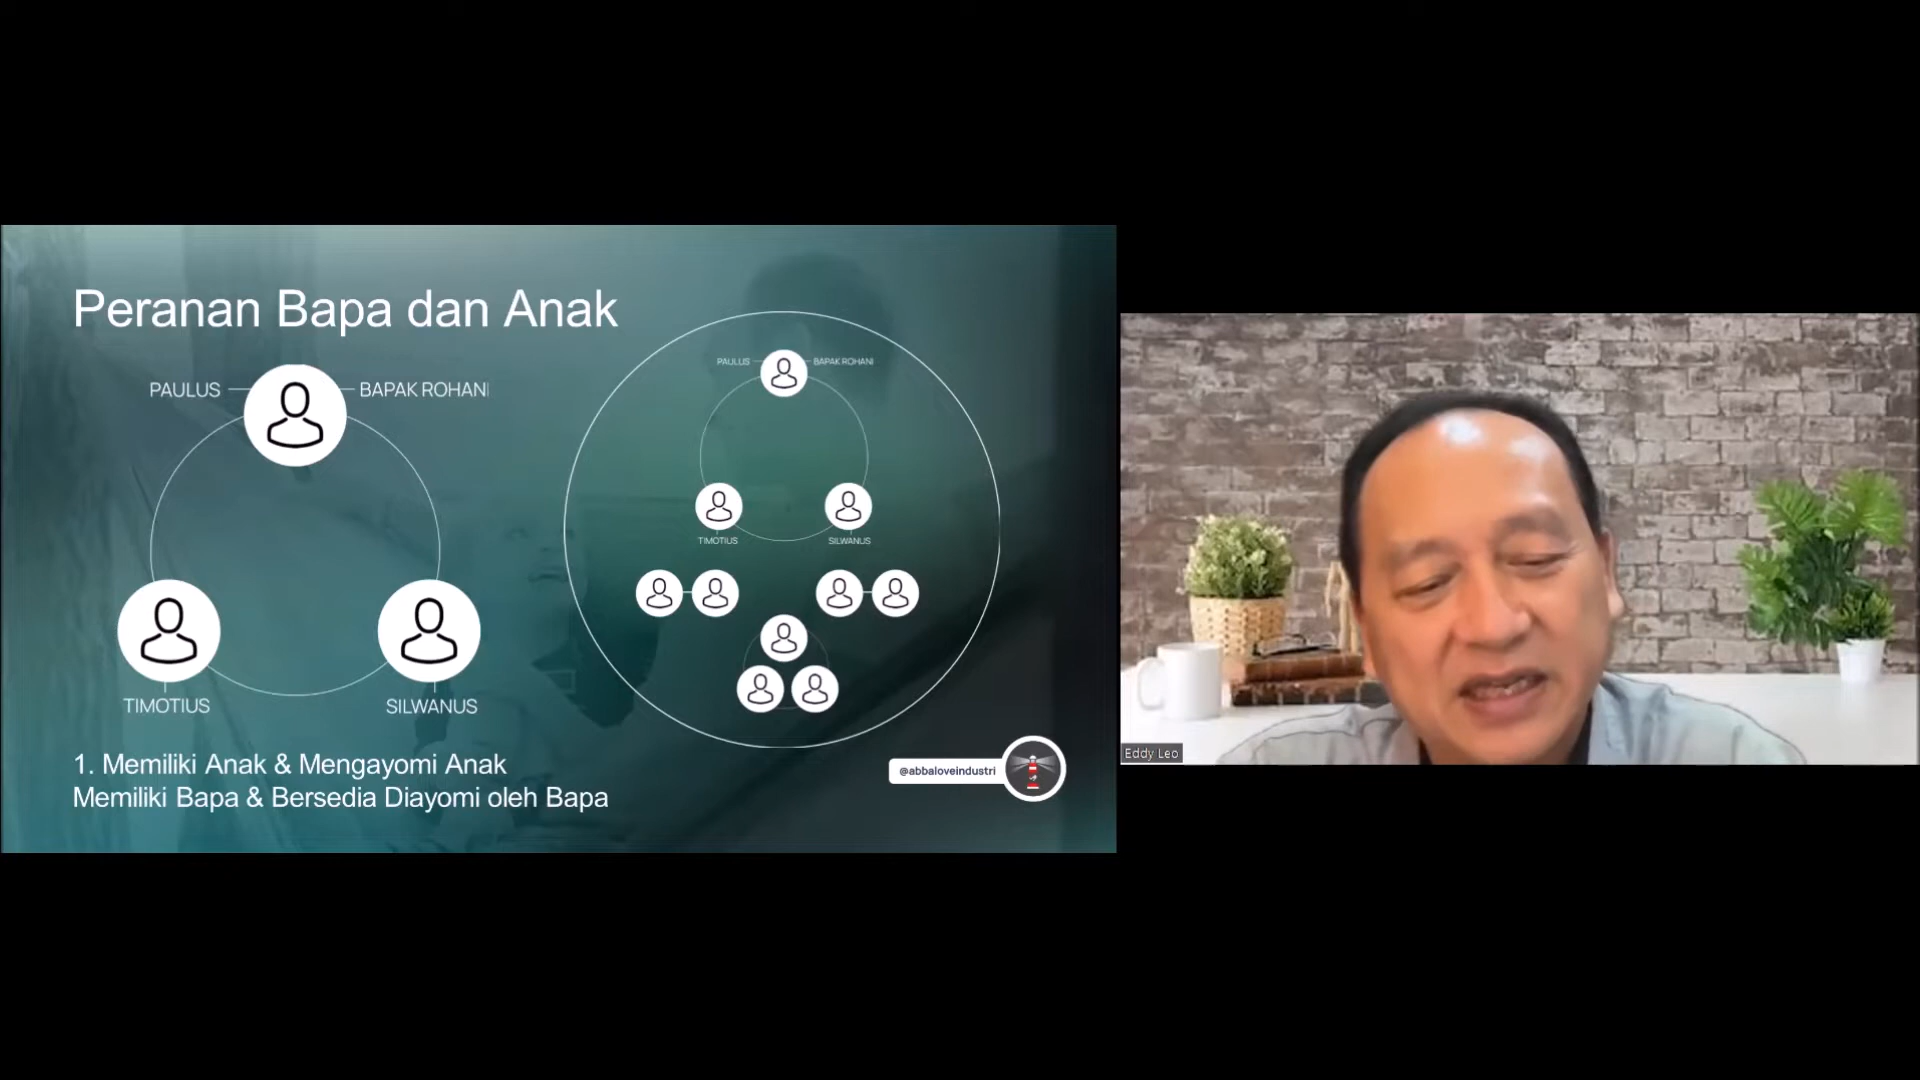 Peranan Bapa dan Anak
PAULUS
BAPAK ROHANI
TIMOTIUS
SILWANUS
PAULUS
BAPAK ROHANI
TIMOTIUS
SILWANUS
1. Memiliki Anak & Mengayomi Anak
Memiliki Bapa & Bersedia Diayomi oleh Bapa
@abbaloveindustri
Eddy Leo